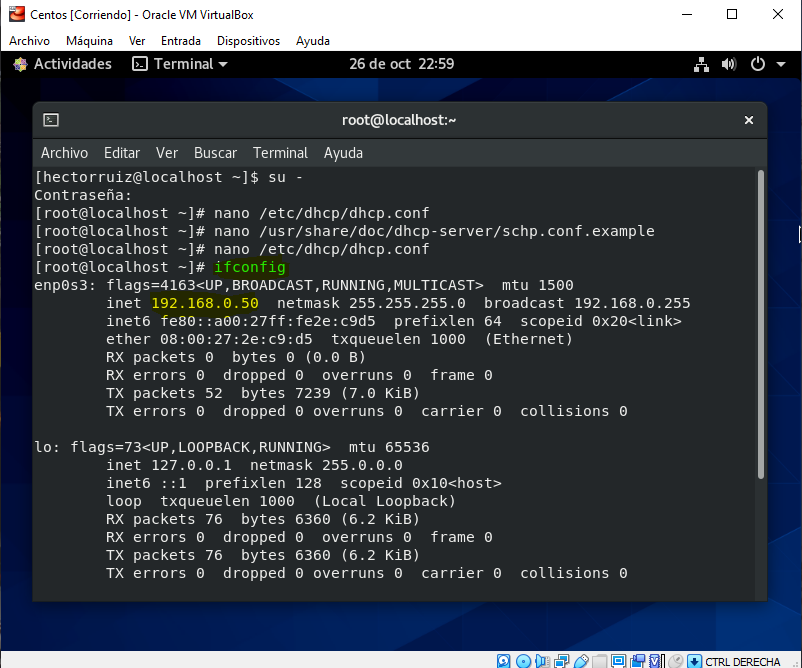 Centos [Corriendo] - Oracle VM VirtualBox
Archivo Máquina Ver Entrada Dispositivos Ayuda
Actividades Terminal 26 de oct 22:59
root@localhost:~
Archivo Editar Ver Buscar Terminal Ayuda
[hectorruiz@localhost ~]$ su -
Contraseña:
[root@localhost ~]# nano /etc/dhcp/dhcp.conf
[root@localhost ~]# nano /usr/share/doc/dhcp-server/schp.conf.example
[root@localhost ~]# nano /etc/dhcp/dhcp.conf
[root@localhost ~]# ifconfig
enp0s3: flags=4163<UP,BROADCAST,RUNNING,MULTICAST>  mtu 1500
        inet 192.168.0.50  netmask 255.255.255.0  broadcast 192.168.0.255
        inet6 fe80::a00:27ff:fe2e:c9d5  prefixlen 64  scopeid 0x20<link>
        ether 08:00:27:2e:c9:d5  txqueuelen 1000  (Ethernet)
        RX packets 0  bytes 0 (0.0 B)
        RX errors 0  dropped 0  overruns 0  frame 0
        TX packets 52  bytes 7239 (7.0 KiB)
        TX errors 0  dropped 0 overruns 0  carrier 0  collisions 0
lo: flags=73<UP,LOOPBACK,RUNNING>  mtu 65536
        inet 127.0.0.1  netmask 255.0.0.0
        inet6 ::1  prefixlen 128  scopeid 0x10<host>
        loop  txqueuelen 1000  (Local Loopback)
        RX packets 76  bytes 6360 (6.2 KiB)
        RX errors 0  dropped 0  overruns 0  frame 0
        TX packets 76  bytes 6360 (6.2 KiB)
        TX errors 0  dropped 0 overruns 0  carrier 0  collisions 0
CTRL DERECHA